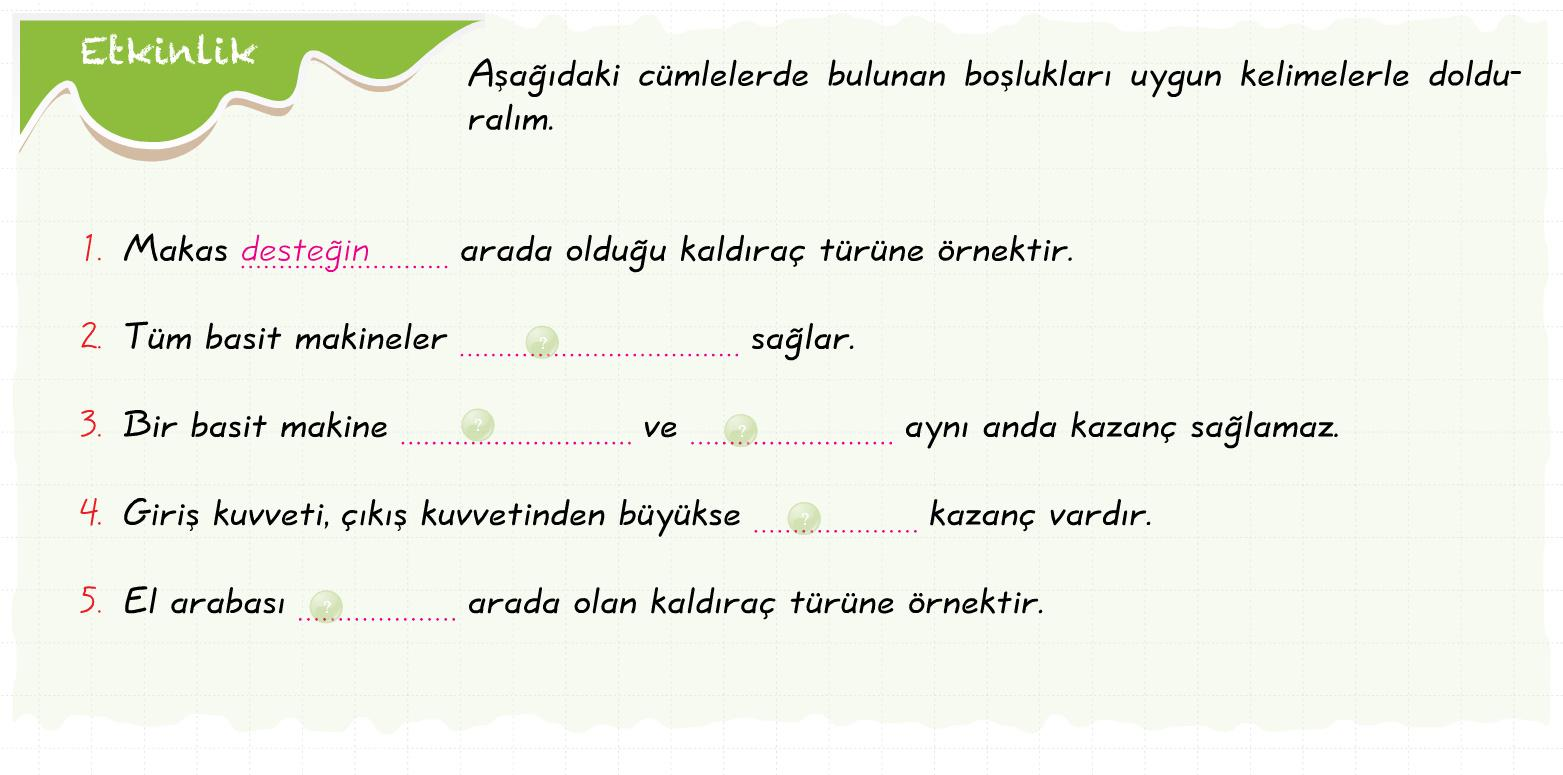 Etkinlik
Aşağıdaki cümlelerde bulunan boşlukları uygun kelimelerle doldu-
ralım.
1. Makas desteğin arada olduğu kaldıraç türüne örnektir.
2. Tüm basit makineler ? sağlar.
3. Bir basit makine ? ve ? aynı anda kazanç sağlamaz.
4. Giriş kuvveti, çıkış kuvvetinden büyükse ? kazanç vardır.
5. El arabası ? arada olan kaldıraç türüne örnektir.